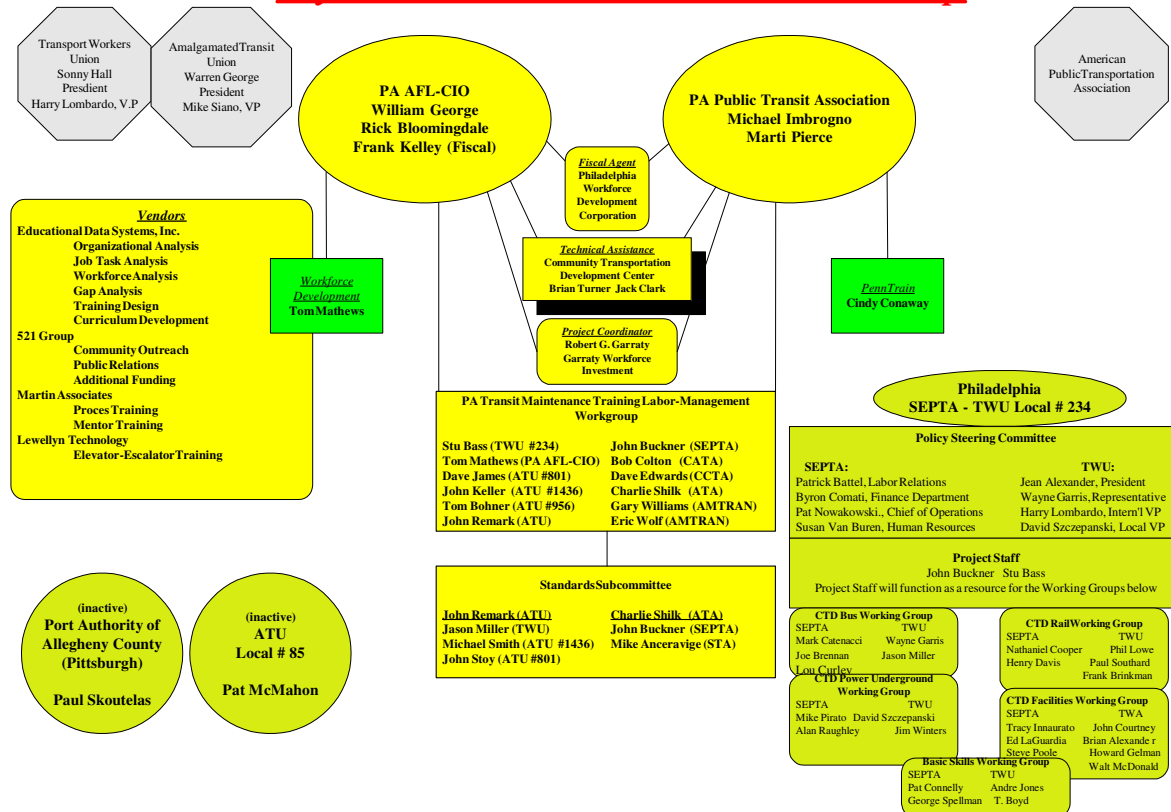 Transport Workers
Union
Sonny Hall
Presdient
Harry Lombardo, V.P
Amalgamated Transit
Union
Warren George
President
Mike Siano, VP
PA AFL-CIO
William George
Rick Bloomingdale
Frank Kelley (Fiscal)
PA Public Transit Association
Michael Imbrogno
Marti Pierce
American
Public Transportation
Association
Fiscal Agent
Philadelphia
Workforce
Development
Corporation
Vendors
Educational Data Systems, Inc.
Organizational Analysis
Job Task Analysis
Workforce Analysis
Gap Analysis
Training Design
Curriculum Development
521 Group
Community Outreach
Public Relations
Additional Funding
Martin Associates
Proces Training
Mentor Training
Lewellyn Technology
Elevator-Escalator Training
Workforce
Development
Tom Mathews
Technical Assistance
Community Transportation
Development Center
Brian Turner Jack Clark
PennTrain
Cindy Conaway
Project Coordinator
Robert G. Garraty
Garraty Workforce
Investment
PA Transit Maintenance Training Labor-Management
Workgroup
Stu Bass (TWU #234) John Buckner (SEPTA)
Tom Mathews (PA AFL-CIO) Bob Colton (CATA)
Dave James (ATU #801) Dave Edwards (CCTA)
John Keller (ATU #1436) Charlie Shilk (ATA)
Tom Bohner (ATU #956) Gary Williams (AMTRAN)
John Remark (ATU) Eric Wolf (AMTRAN)
Standards Subcommittee
John Remark (ATU) Charlie Shilk (ATA)
Jason Miller (TWU) John Buckner (SEPTA)
Michael Smith (ATU #1436) Mike Anceravige (STA)
John Stoy (ATU #801)
Philadelphia
SEPTA - TWU Local # 234
Policy Steering Committee
SEPTA: TWU:
Patrick Battel, Labor Relations Jean Alexander, President
Byron Comati, Finance Department Wayne Garris, Representative
Pat Nowakowski., Chief of Operations Harry Lombardo, Intern'l VP
Susan Van Buren, Human Resources David Szczepanski, Local VP
Project Staff
John Buckner Stu Bass
Project Staff will function as a resource for the Working Groups below
CTD Bus Working Group
SEPTA TWU
Mark Catenacci Wayne Garris
Joe Brennan Jason Miller
Lou Curley
CTD Rail Working Group
SEPTA TWU
Nathaniel Cooper Phil Lowe
Henry Davis Paul Southard
Frank Brinkman
CTD Power Underground
Working Group
SEPTA TWU
Mike Pirato David Szczepanski
Alan Raughley Jim Winters
CTD Facilities Working Group
SEPTA TWA
Tracy Innaurato John Courtney
Ed LaGuardia Brian Alexander
Steve Poole Howard Gelman
Walt McDonald
Basic Skills Working Group
SEPTA TWU
Pat Connelly Andre Jones
George Spellman T. Boyd
(inactive)
Port Authority of
Allegheny County
(Pittsburgh)
Paul Skoutelas
(inactive)
ATU
Local # 85
Pat McMahon